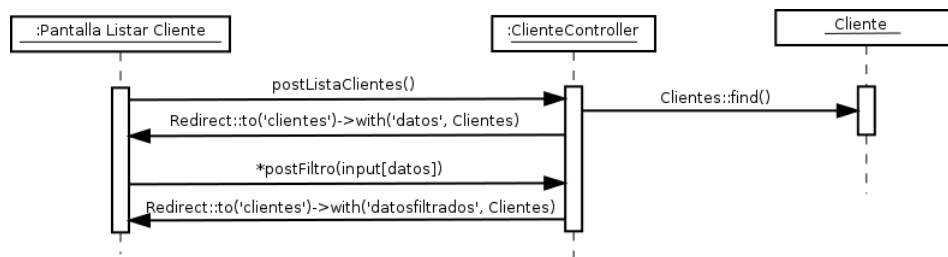 :Pantalla Listar Cliente
:ClienteController
Cliente
postListaClientes()
Clientes::find()
Redirect::to('clientes')->with('datos', Clientes)
*postFiltro(input[datos])
Redirect::to('clientes')->with('datosfiltrados', Clientes)